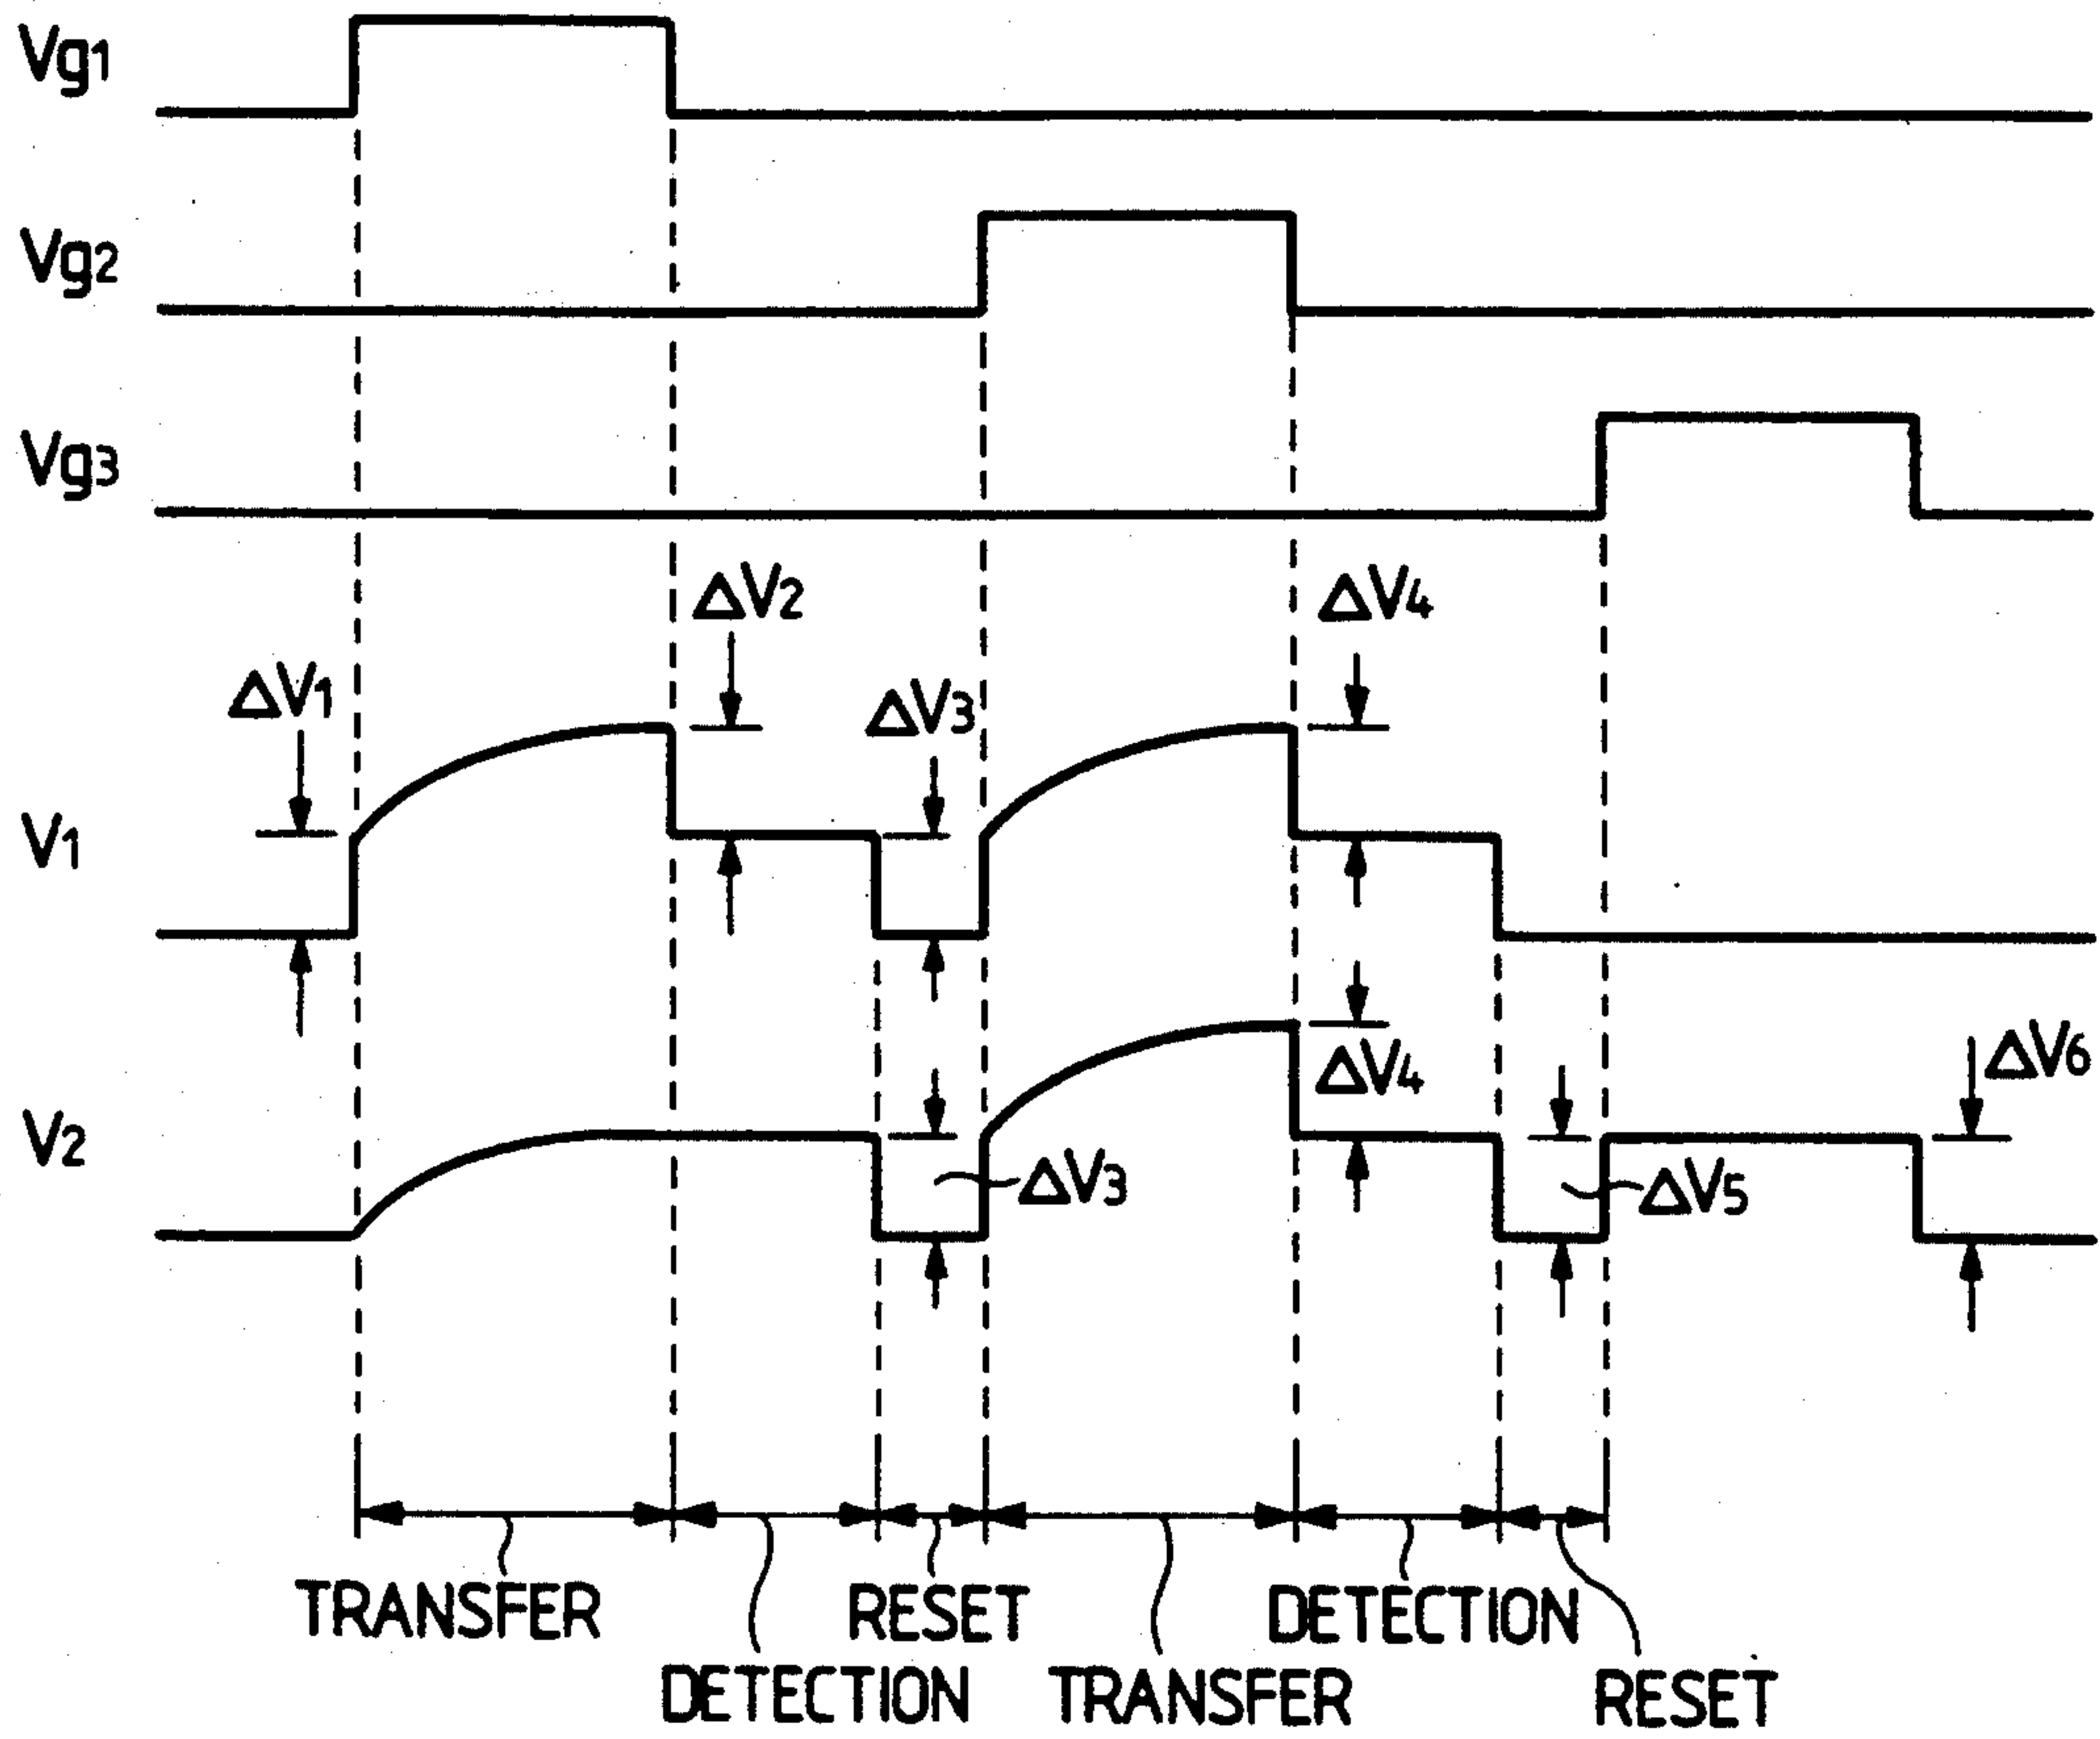 Vg1
Vg2
Vg3
ΔV2
ΔV4
ΔV1
ΔV3
V1
ΔV4
ΔV6
V2
ΔV3
ΔV5
TRANSFER
RESET
DETECTION
DETECTION
TRANSFER
RESET